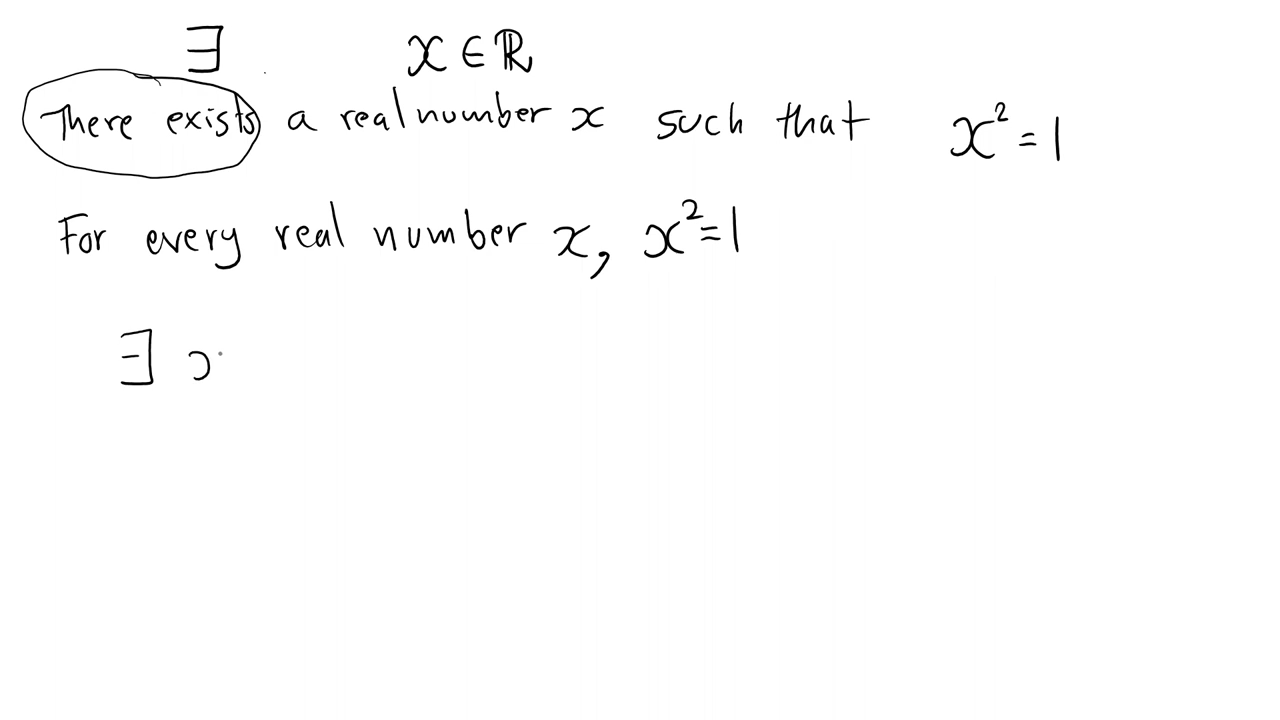 ∃ x ∈ ℝ
There exists a real number x such that x² = 1
For every real number x, x² = 1
∃